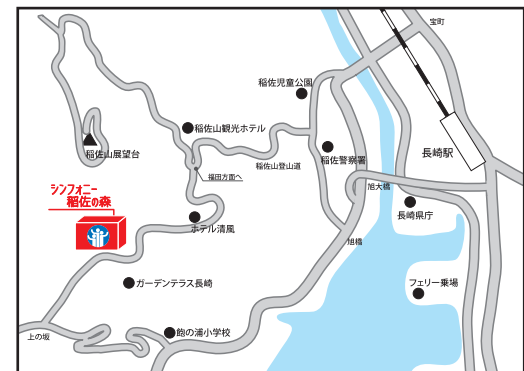 宝町
稲佐児童公園
稲佐山観光ホテル
稲佐山展望台
稲佐山登山道
稲佐警察署
長崎駅
福田方面へ
旭大橋
シンフォニー
稲佐の森
長崎県庁
ホテル清風
旭橋
ガーデンテラス長崎
フェリー乗場
上の坂
飽の浦小学校